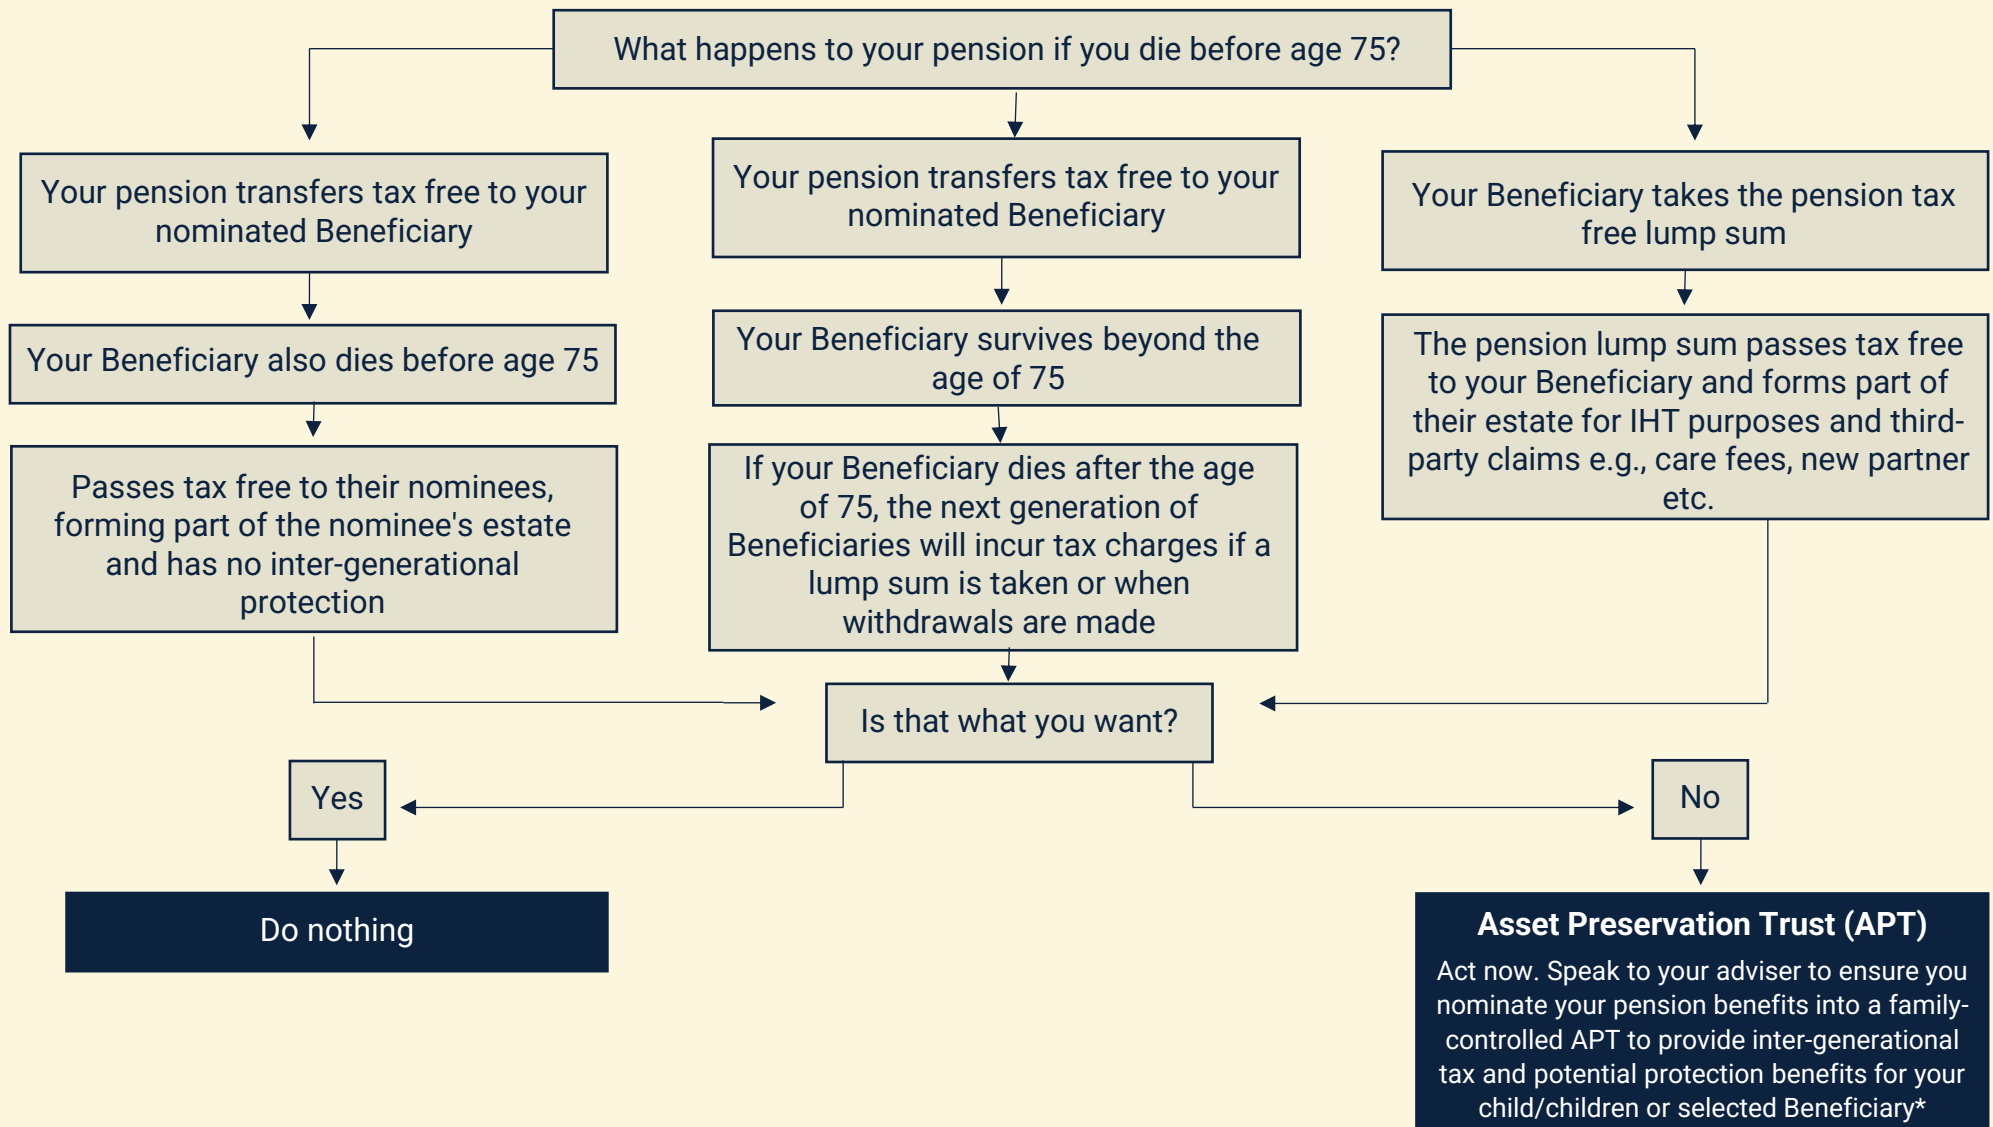 What happens to your pension if you die before age 75?
Your pension transfers tax free to your
nominated Beneficiary
Your Beneficiary also dies before age 75
Passes tax free to their nominees,
forming part of the nominee's estate
and has no inter-generational
protection
Your pension transfers tax free to your
nominated Beneficiary
Your Beneficiary survives beyond the
age of 75
If your Beneficiary dies after the age
of 75, the next generation of
Beneficiaries will incur tax charges if a
lump sum is taken or when
withdrawals are made
Your Beneficiary takes the pension tax
free lump sum
The pension lump sum passes tax free
to your Beneficiary and forms part of
their estate for IHT purposes and third-
party claims e.g., care fees, new partner
etc.
Is that what you want?
Yes
Do nothing
No
Asset Preservation Trust (APT)
Act now. Speak to your adviser to ensure you
nominate your pension benefits into a family-
controlled APT to provide inter-generational
tax and potential protection benefits for your
child/children or selected Beneficiary*